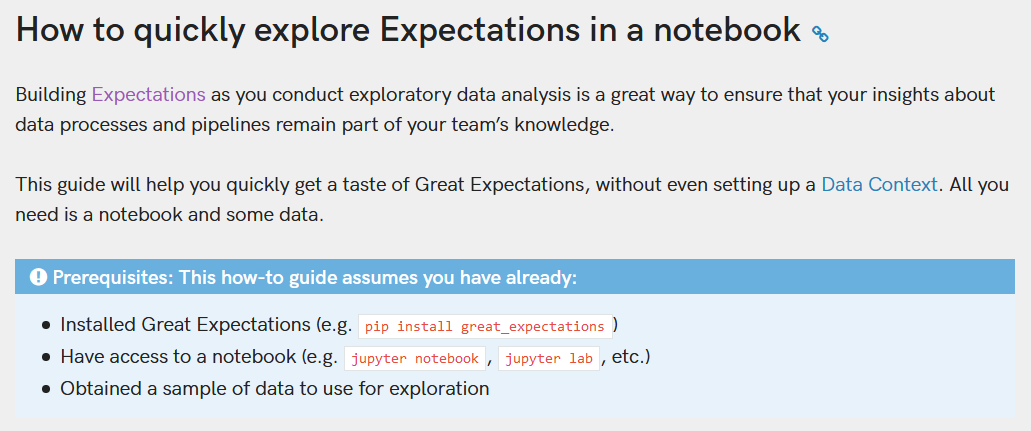 How to quickly explore Expectations in a notebook
Building Expectations as you conduct exploratory data analysis is a great way to ensure that your insights about
data processes and pipelines remain part of your team’s knowledge.
This guide will help you quickly get a taste of Great Expectations, without even setting up a Data Context. All you
need is a notebook and some data.
Prerequisites: This how-to guide assumes you have already:
• Installed Great Expectations (e.g. pip install great_expectations)
• Have access to a notebook (e.g. jupyter notebook, jupyter lab, etc.)
• Obtained a sample of data to use for exploration